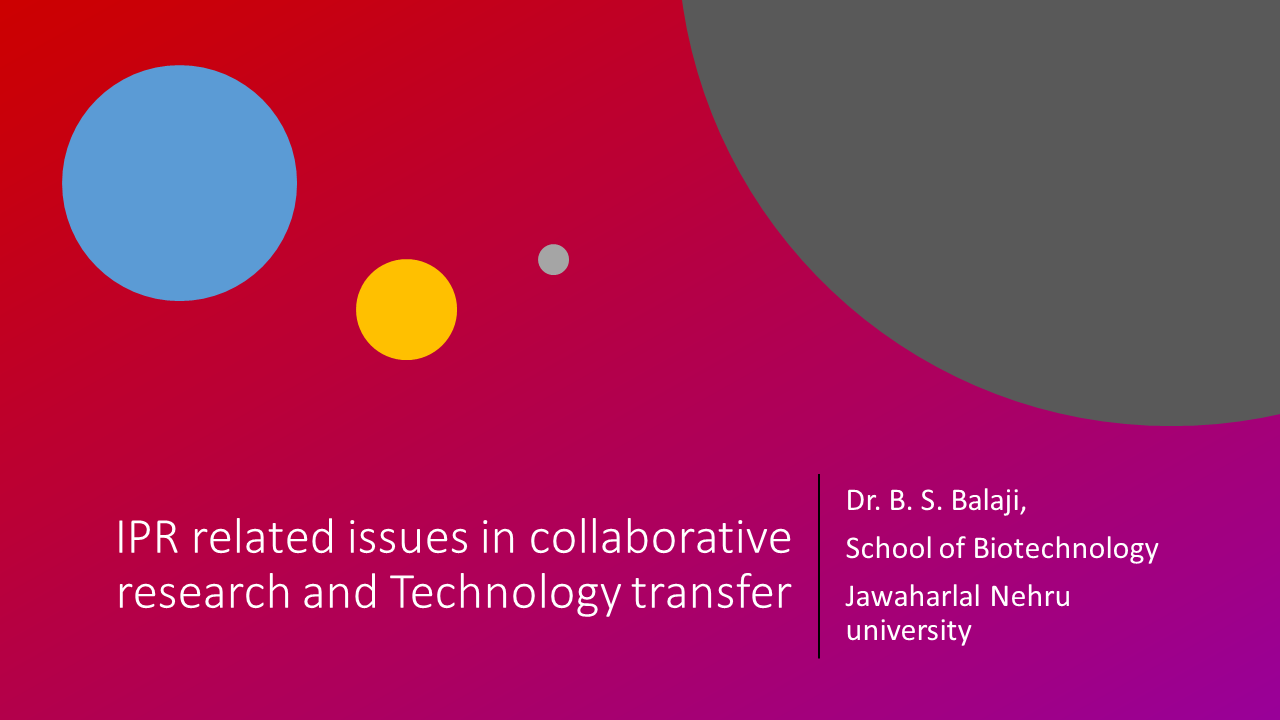 IPR related issues in collaborative
research and Technology transfer
Dr. B. S. Balaji,
School of Biotechnology
Jawaharlal Nehru
university